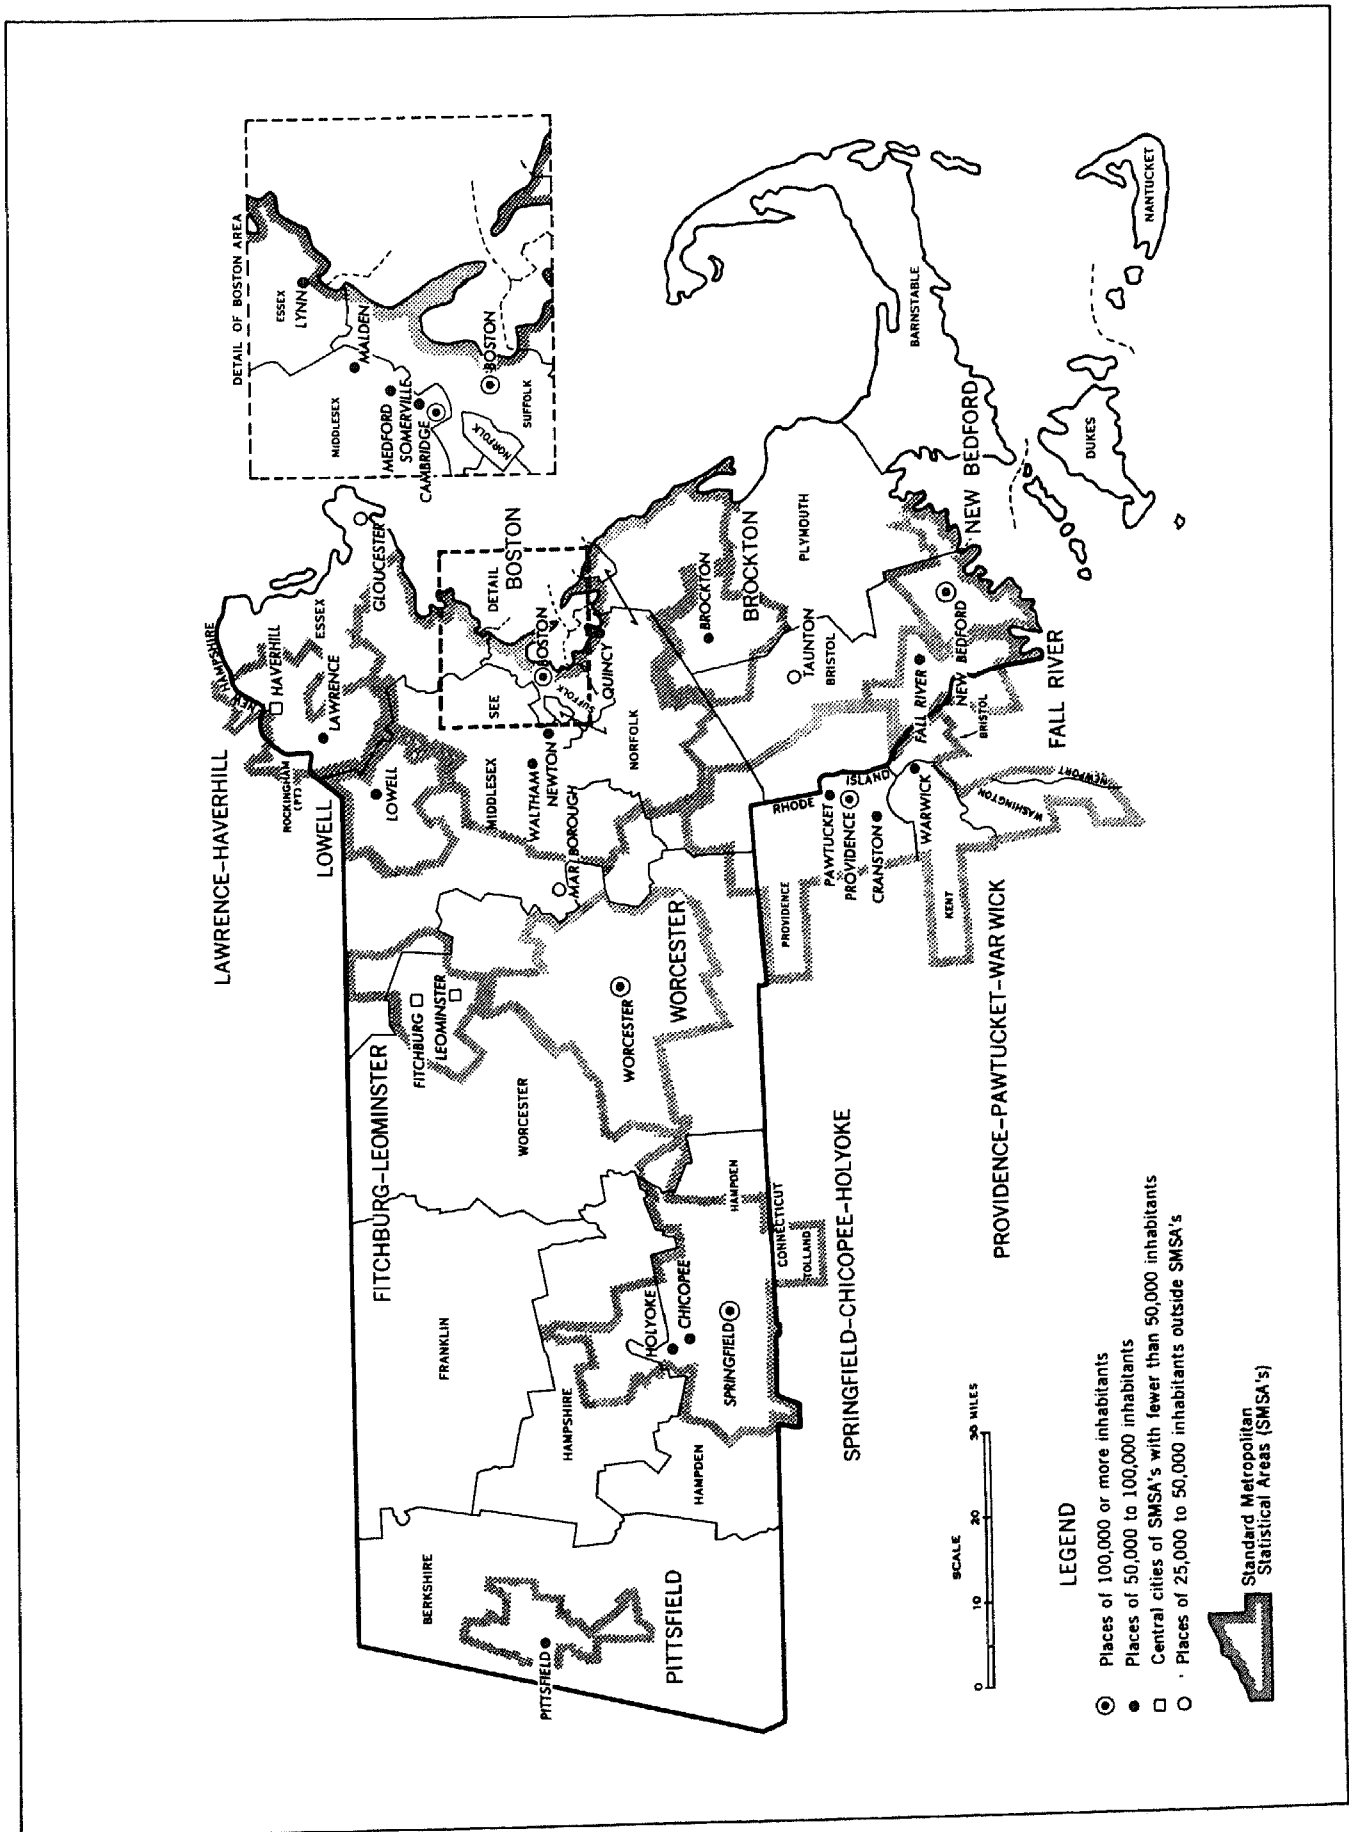 DETAIL OF BOSTON AREA
ESSEX
LYNN
MALDEN
MIDDLESEX
MEDFORD
SOMERVILLE
CAMBRIDGE
BOSTON
NORFOLK
SUFFOLK
LAWRENCE-HAVERHILL
NEW HAMPSHIRE
ROCKINGHAM
(PT)
HAVERHILL
LAWRENCE
ESSEX
GLOUCESTER
LOWELL
LOWELL
MIDDLESEX
SEE
DETAIL
BOSTON
BOSTON
SUFFOLK
QUINCY
WALTHAM
NEWTON
MARLBOROUGH
NORFOLK
BROCKTON
BROCKTON
PLYMOUTH
TAUNTON
BRISTOL
BARNSTABLE
NEW BEDFORD
NEW BEDFORD
FALL RIVER
FALL RIVER
BRISTOL
NEWPORT
WASHINGTON
DUKES
NANTUCKET
RHODE
ISLAND
PAWTUCKET
PROVIDENCE
CRANSTON
WARWICK
PROVIDENCE
KENT
PROVIDENCE-PAWTUCKET-WARWICK
FITCHBURG-LEOMINSTER
FITCHBURG
LEOMINSTER
WORCESTER
WORCESTER
WORCESTER
FRANKLIN
HAMPSHIRE
HAMPDEN
HAMPDEN
HOLYOKE
CHICOPEE
SPRINGFIELD
CONNECTICUT
TOLLAND
SPRINGFIELD-CHICOPEE-HOLYOKE
BERKSHIRE
PITTSFIELD
PITTSFIELD
SCALE
0 10 20 30 MILES
LEGEND
Places of 100,000 or more inhabitants
Places of 50,000 to 100,000 inhabitants
Central cities of SMSA's with fewer than 50,000 inhabitants
Places of 25,000 to 50,000 inhabitants outside SMSA's
Standard Metropolitan
Statistical Areas (SMSA's)